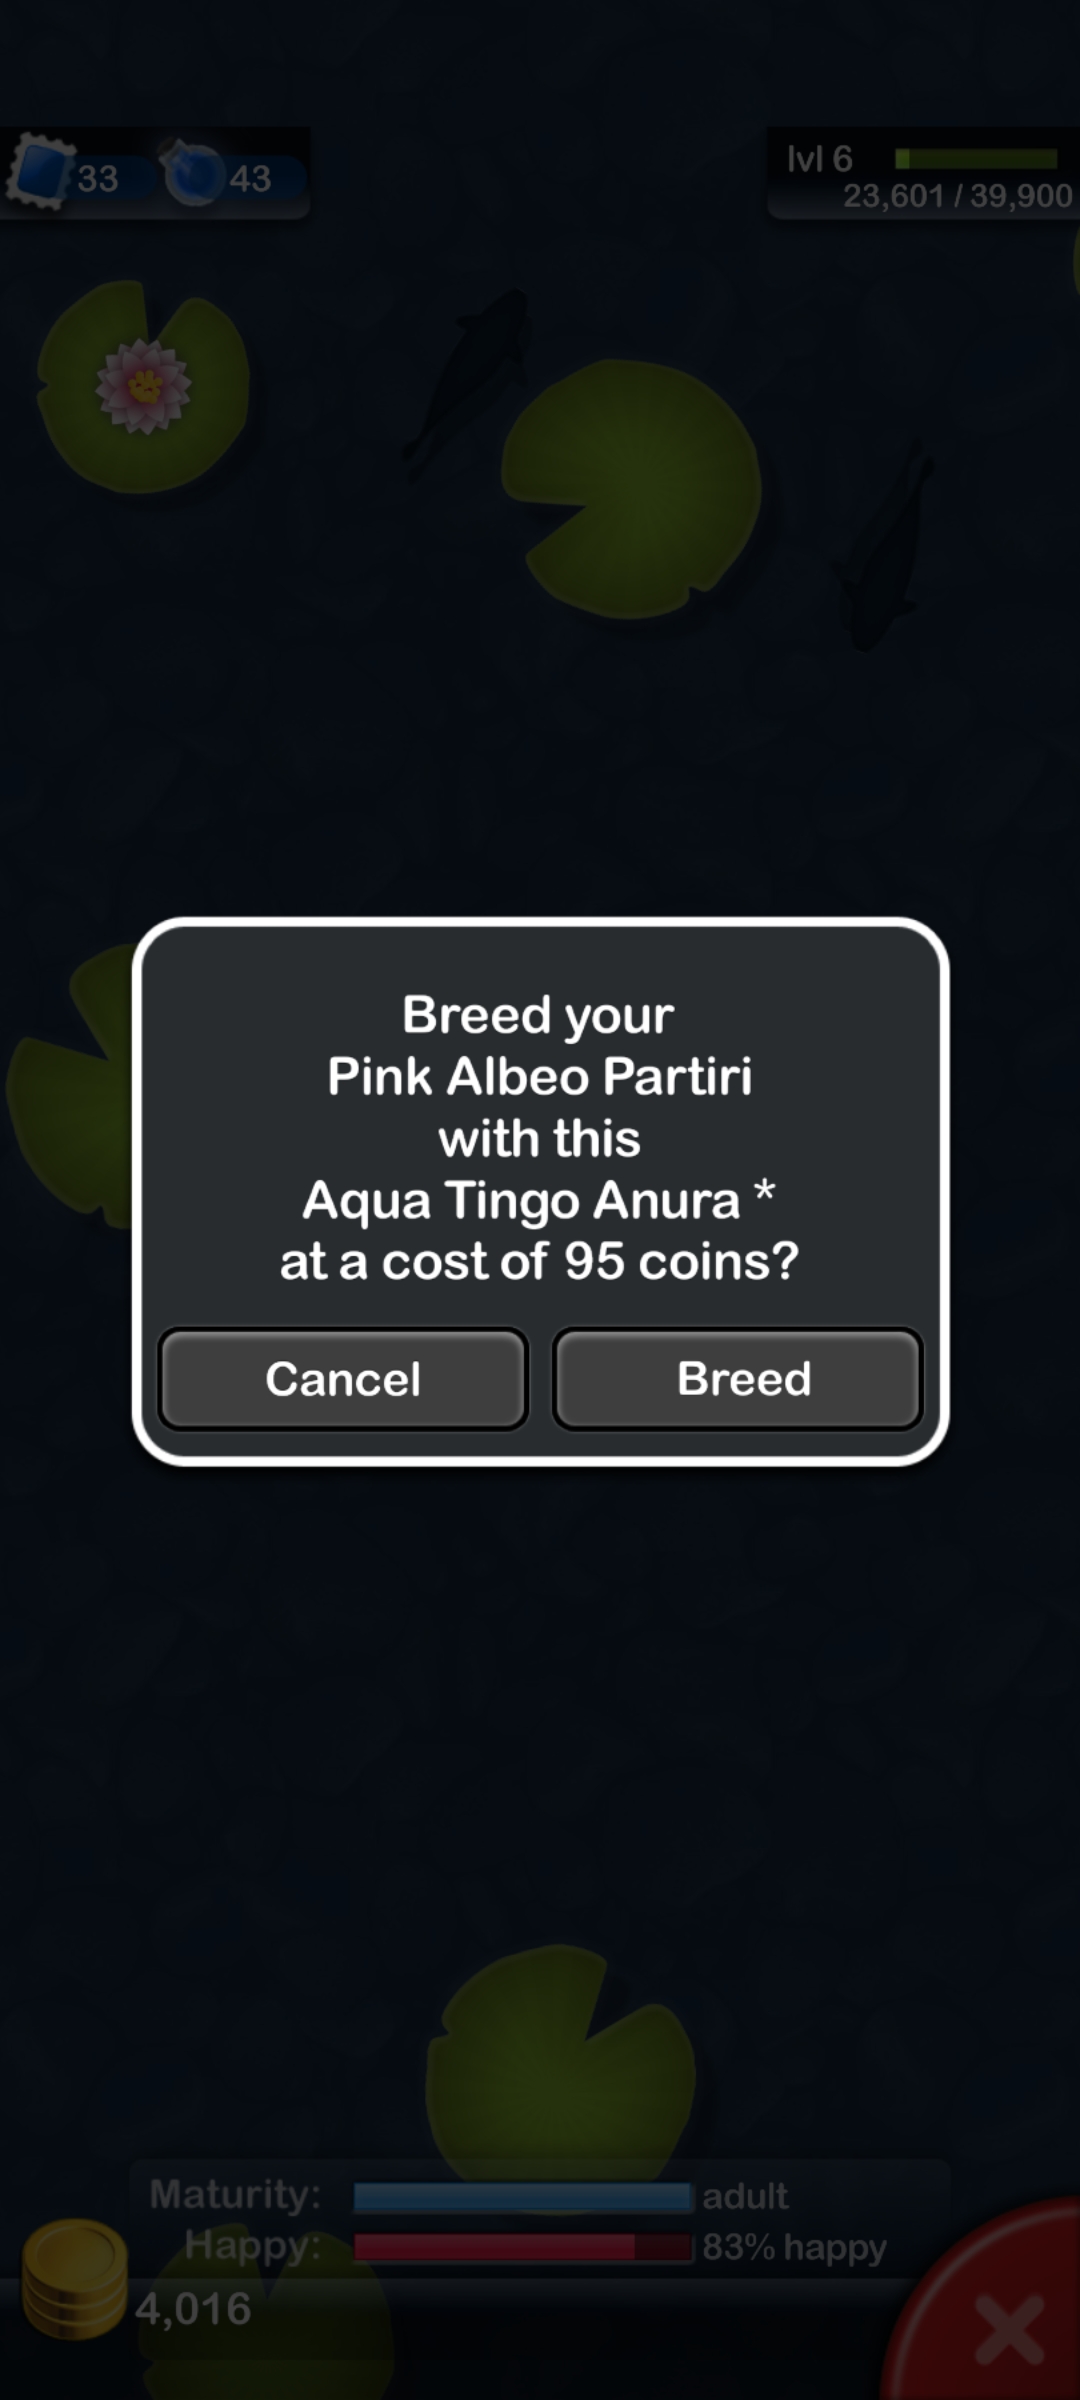 33
43
lvl 6
23,601 / 39,900
Breed your
Pink Albeo Partiri
with this
Aqua Tingo Anura *
at a cost of 95 coins?
Cancel
Breed
Maturity:
adult
Happy:
83% happy
4,016